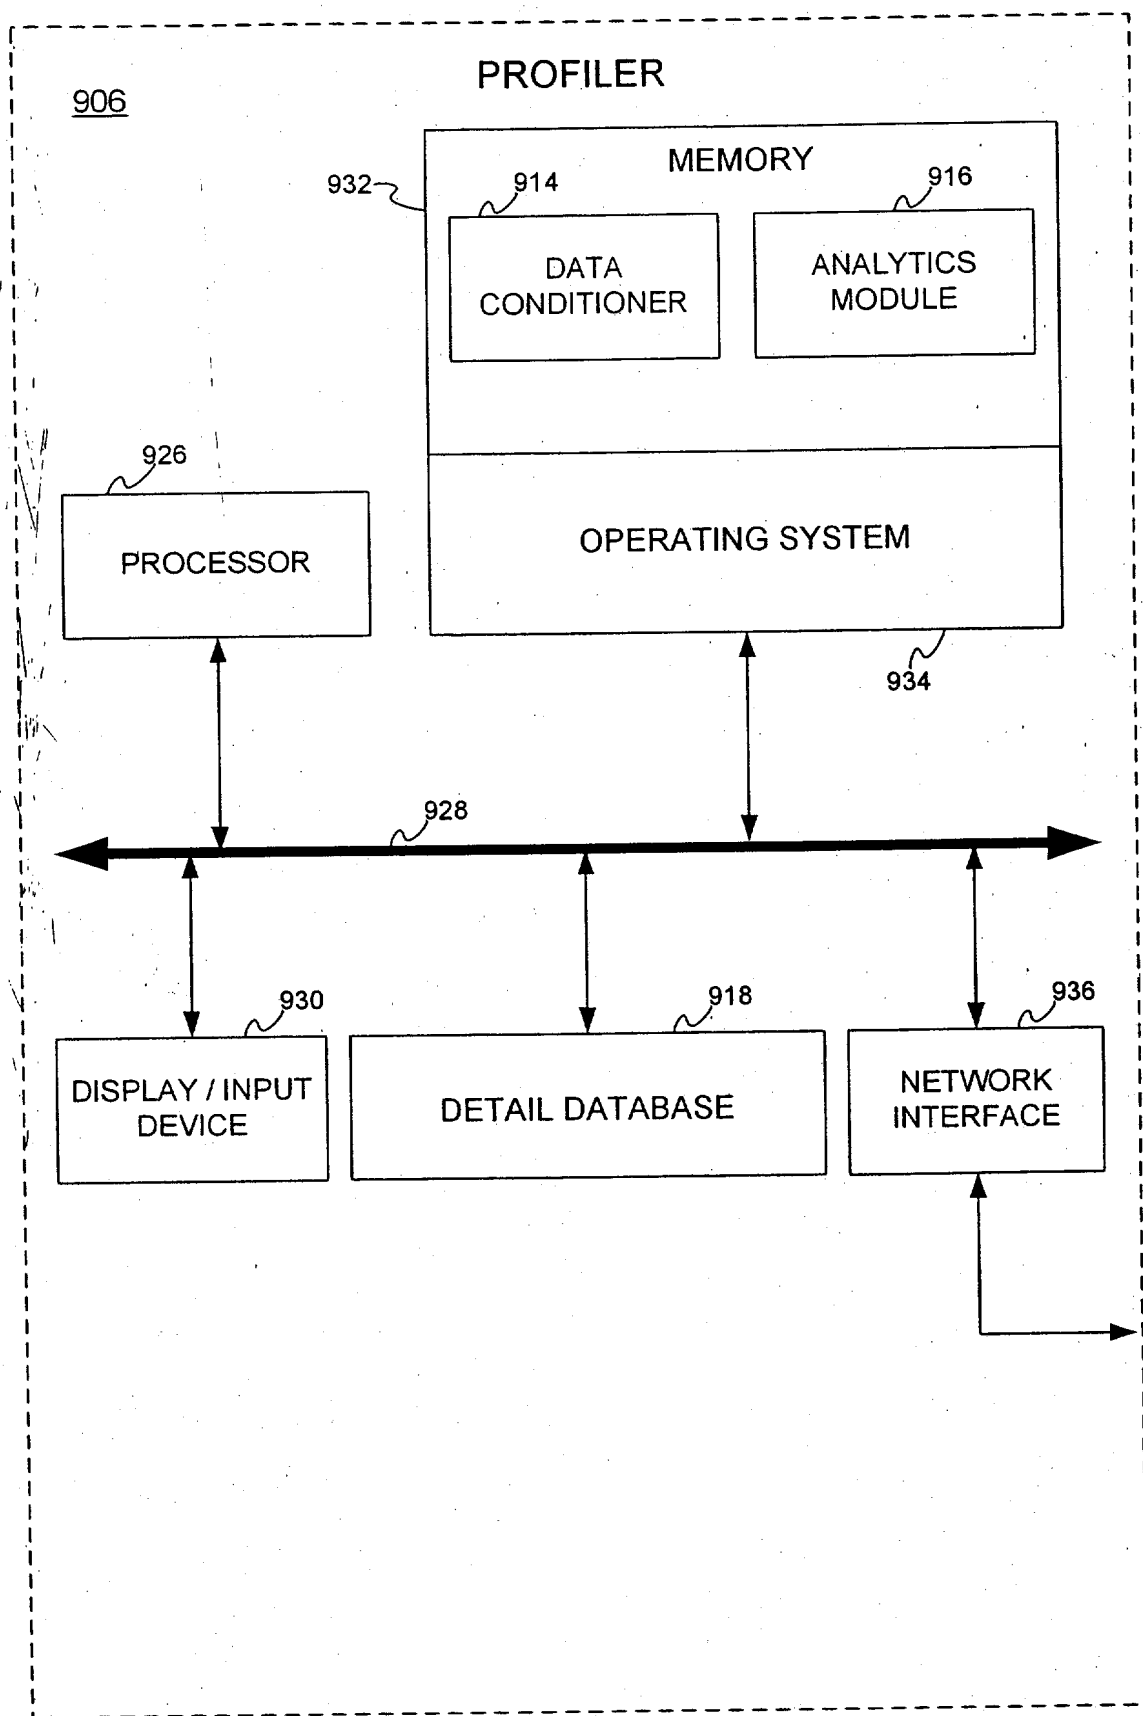 PROFILER
906
MEMORY
932
914
916
DATA
CONDITIONER
ANALYTICS
MODULE
926
PROCESSOR
OPERATING SYSTEM
934
928
930
918
936
DISPLAY / INPUT
DEVICE
DETAIL DATABASE
NETWORK
INTERFACE